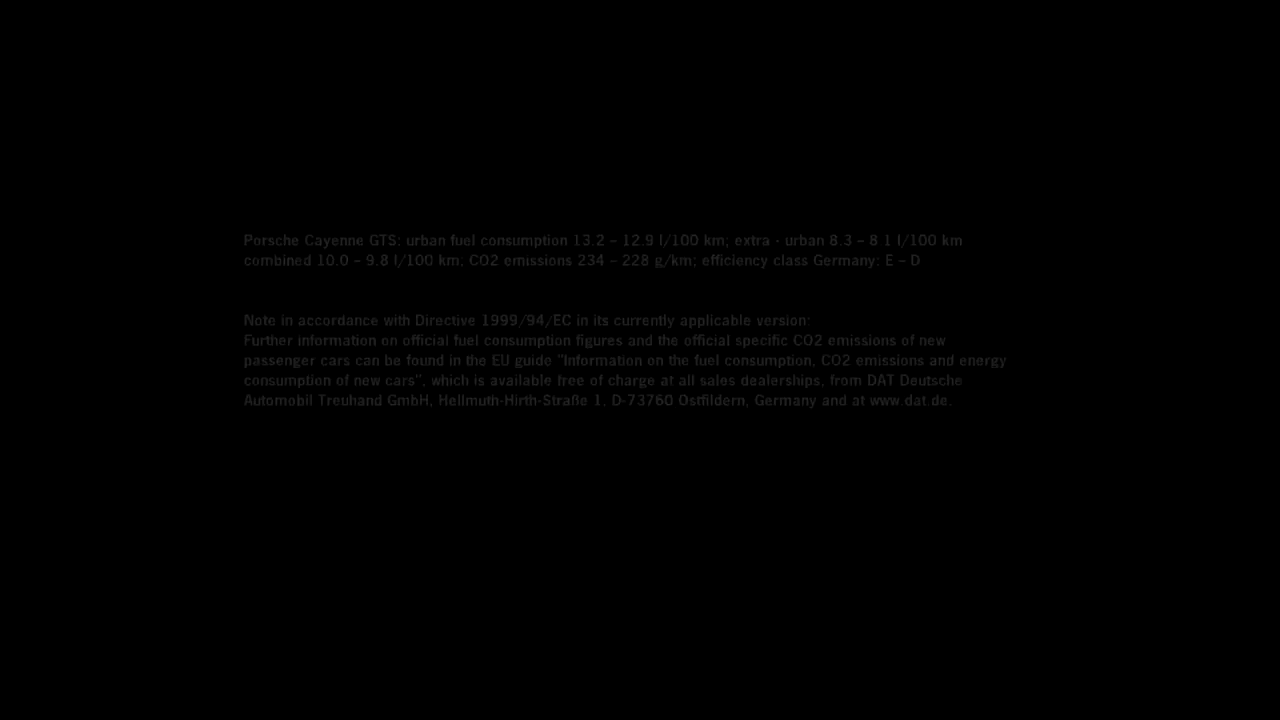 Porsche Cayenne GTS: urban fuel consumption 13.2 – 12.9 l/100 km; extra - urban 8.3 – 8.1 l/100 km
combined 10.0 – 9.8 l/100 km; CO2 emissions 234 – 228 g/km; efficiency class Germany: E – D
Note in accordance with Directive 1999/94/EC in its currently applicable version:
Further information on official fuel consumption figures and the official specific CO2 emissions of new
passenger cars can be found in the EU guide "Information on the fuel consumption, CO2 emissions and energy
consumption of new cars", which is available free of charge at all sales dealerships, from DAT Deutsche
Automobil Treuhand GmbH, Hellmuth-Hirth-Straße 1, D-73760 Ostfildern, Germany and at www.dat.de.